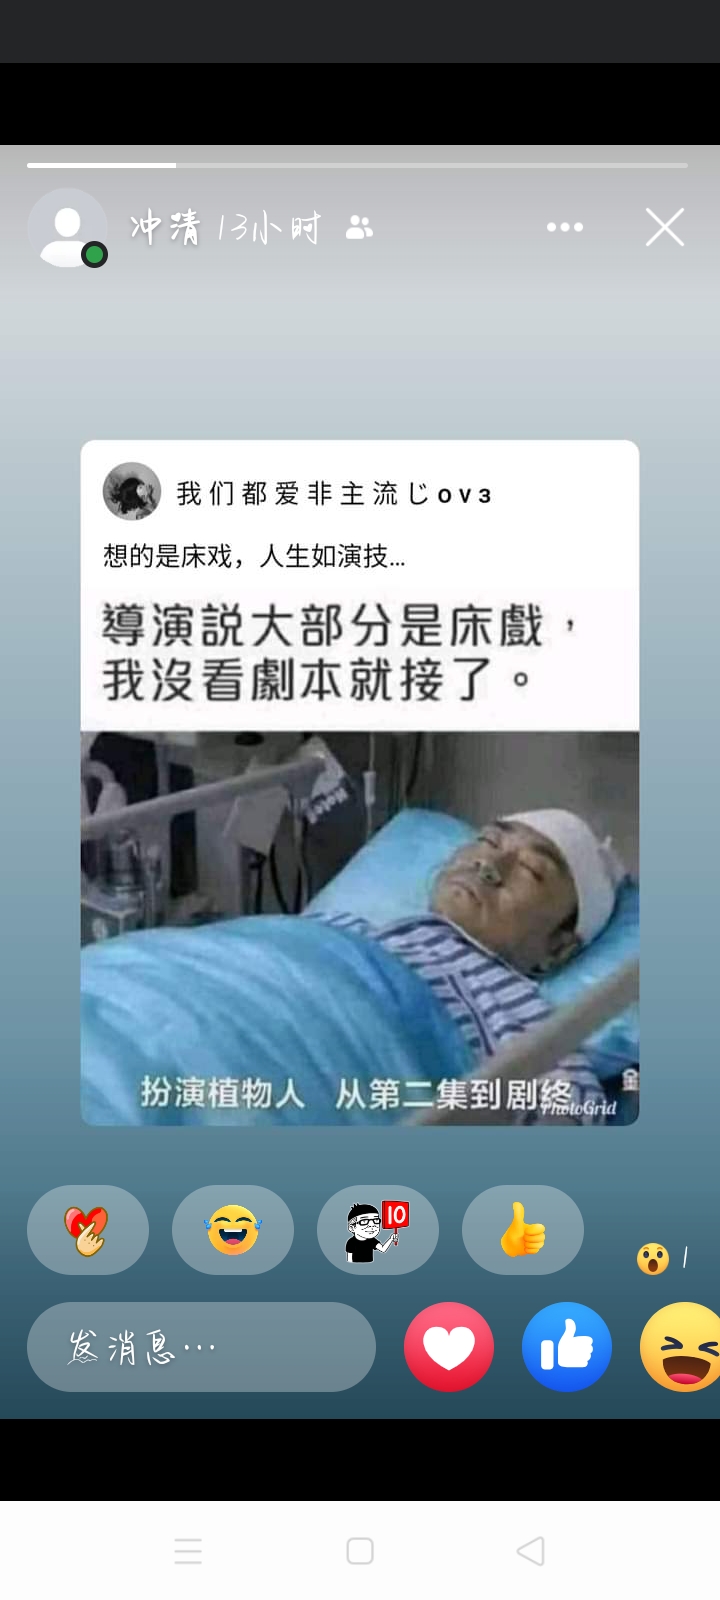 冲清 13小时
我们都爱非主流じ0V3
想的是床戏，人生如演技...
導演説大部分是床戲，
我沒看劇本就接了。
扮演植物人 从第二集到剧终
PhotoGrid
10
1
发消息...